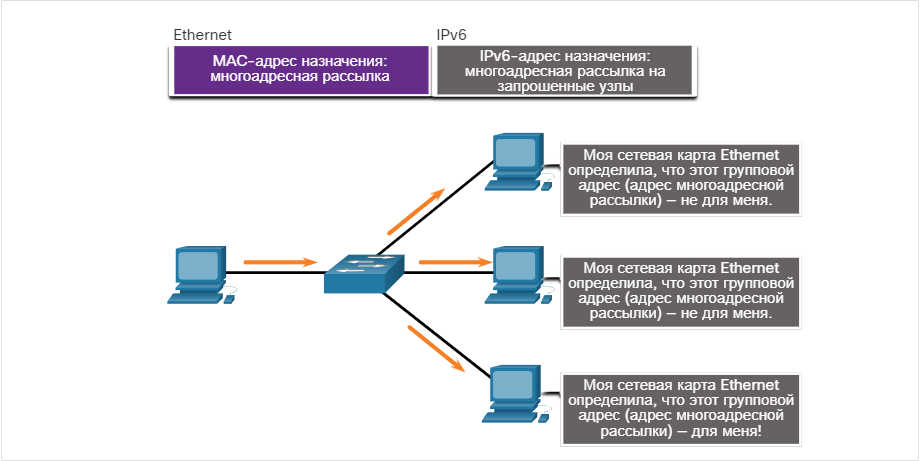 Ethernet
IPv6
MAC-адрес назначения:
многоадресная рассылка
IPv6-адрес назначения:
многоадресная рассылка на
запрошенные узлы
Моя сетевая карта Ethernet
определила, что этот групповой
адрес (адрес многоадресной
рассылки) – не для меня.
Моя сетевая карта Ethernet
определила, что этот групповой
адрес (адрес многоадресной
рассылки) – не для меня.
Моя сетевая карта Ethernet
определила, что этот групповой
адрес (адрес многоадресной
рассылки) – для меня!